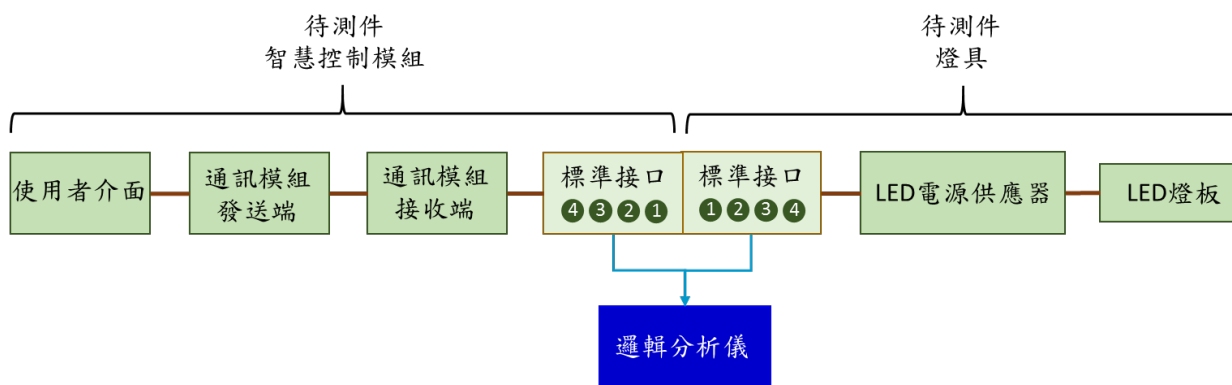 待測件
智慧控制模組
待測件
燈具
使用者介面
通訊模組
發送端
通訊模組
接收端
標準接口
4 3 2 1
標準接口
1 2 3 4
LED電源供應器
LED燈板
邏輯分析儀